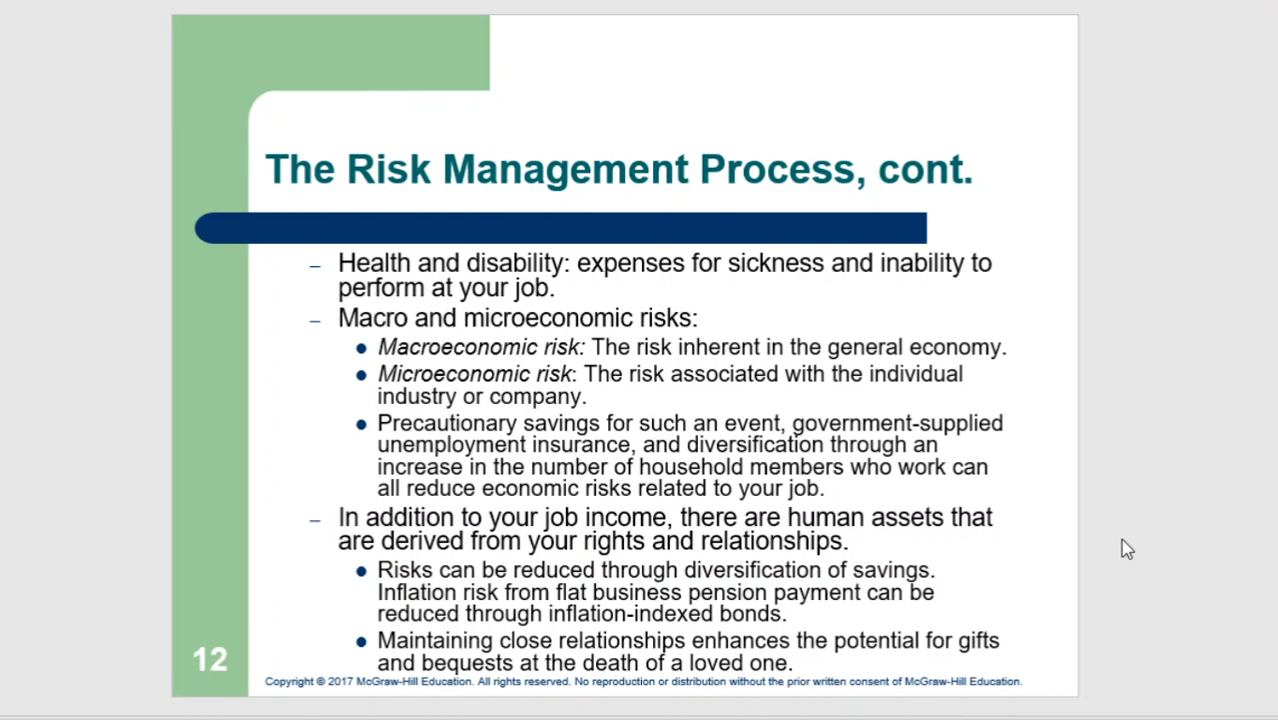 The Risk Management Process, cont.
– Health and disability: expenses for sickness and inability to
perform at your job.
– Macro and microeconomic risks:
● Macroeconomic risk: The risk inherent in the general economy.
● Microeconomic risk: The risk associated with the individual
industry or company.
● Precautionary savings for such an event, government-supplied
unemployment insurance, and diversification through an
increase in the number of household members who work can
all reduce economic risks related to your job.
– In addition to your job income, there are human assets that
are derived from your rights and relationships.
● Risks can be reduced through diversification of savings.
Inflation risk from flat business pension payment can be
reduced through inflation-indexed bonds.
● Maintaining close relationships enhances the potential for gifts
and bequests at the death of a loved one.
12
Copyright © 2017 McGraw-Hill Education. All rights reserved. No reproduction or distribution without the prior written consent of McGraw-Hill Education.